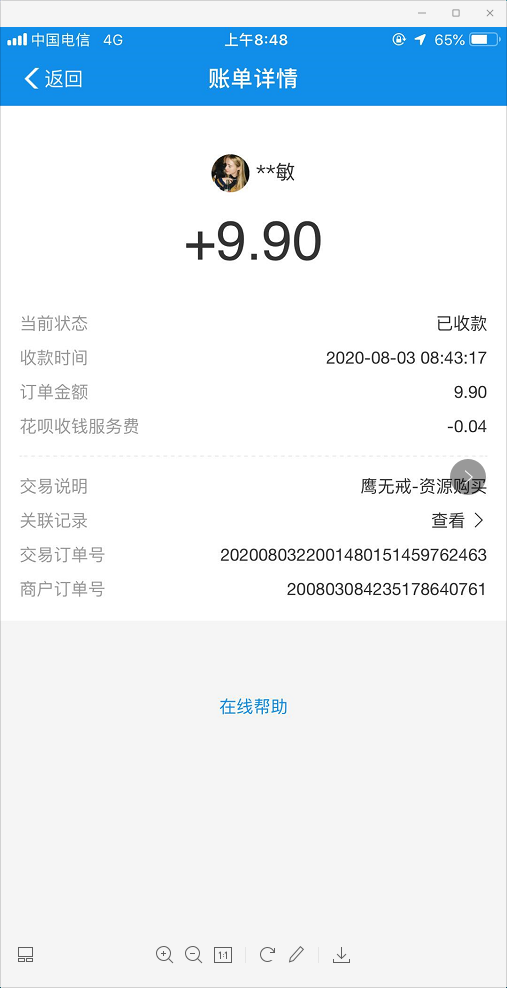 中国电信 4G 上午8:48 65%
返回 账单详情
**敏
+9.90
当前状态 已收款
收款时间 2020-08-03 08:43:17
订单金额 9.90
花呗收钱服务费 -0.04
交易说明 鹰无戒-资源购买
关联记录 查看
交易订单号 2020080322001480151459762463
商户订单号 200803084235178640761
在线帮助
1:1